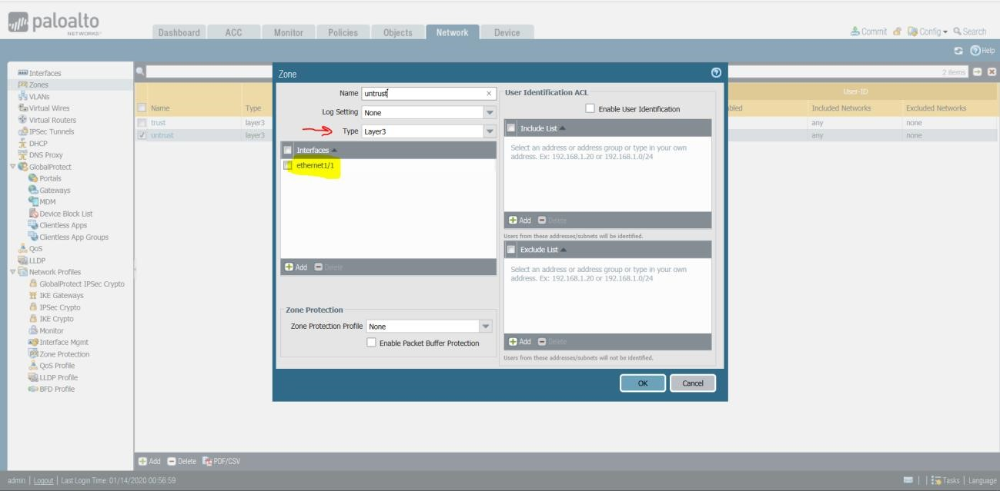 paloalto
NETWORKS®
Dashboard ACC Monitor Policies Objects Network Device
Commit Config Search
Help
Interfaces
Zones
VLANs
Virtual Wires
Virtual Routers
IPSec Tunnels
DHCP
DNS Proxy
GlobalProtect
Portals
Gateways
MDM
Device Block List
Clientless Apps
Clientless App Groups
QoS
LLDP
Network Profiles
GlobalProtect IPSec Crypto
IKE Gateways
IPSec Crypto
IKE Crypto
Monitor
Interface Mgmt
Zone Protection
QoS Profile
LLDP Profile
BFD Profile
2 items
User-ID
Name Type bled Included Networks Excluded Networks
trust layer3 any none
untrust layer3 any none
Zone
Name untrust
Log Setting None
Type Layer3
Interfaces
ethernet1/1
Add Delete
Zone Protection
Zone Protection Profile None
Enable Packet Buffer Protection
User Identification ACL
Enable User Identification
Include List
Select an address or address group or type in your own
address. Ex: 192.168.1.20 or 192.168.1.0/24
Add Delete
Users from these addresses/subnets will be identified.
Exclude List
Select an address or address group or type in your own
address. Ex: 192.168.1.20 or 192.168.1.0/24
Add Delete
Users from these addresses/subnets will not be identified.
OK Cancel
Add Delete PDF/CSV
admin | Logout | Last Login Time: 01/14/2020 00:56:59
Tasks | Language